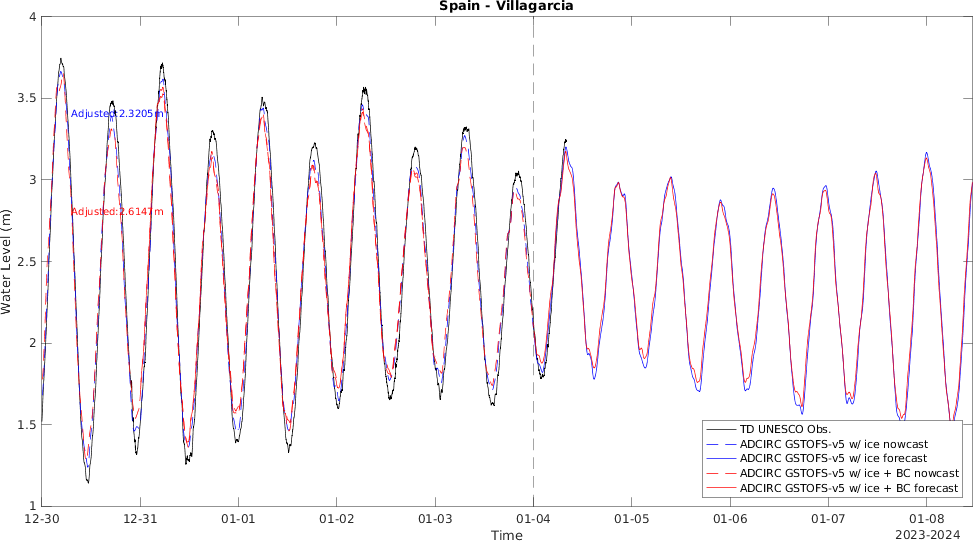 Spain - Villagarcia
4
3.5
3
2.5
2
1.5
1
Water Level (m)
Adjusted:2.3205m
Adjusted:2.6147m
TD UNESCO Obs.
ADCIRC GSTOFS-v5 w/ ice nowcast
ADCIRC GSTOFS-v5 w/ ice forecast
ADCIRC GSTOFS-v5 w/ ice + BC nowcast
ADCIRC GSTOFS-v5 w/ ice + BC forecast
12-30 12-31 01-01 01-02 01-03 01-04 01-05 01-06 01-07 01-08
Time
2023-2024